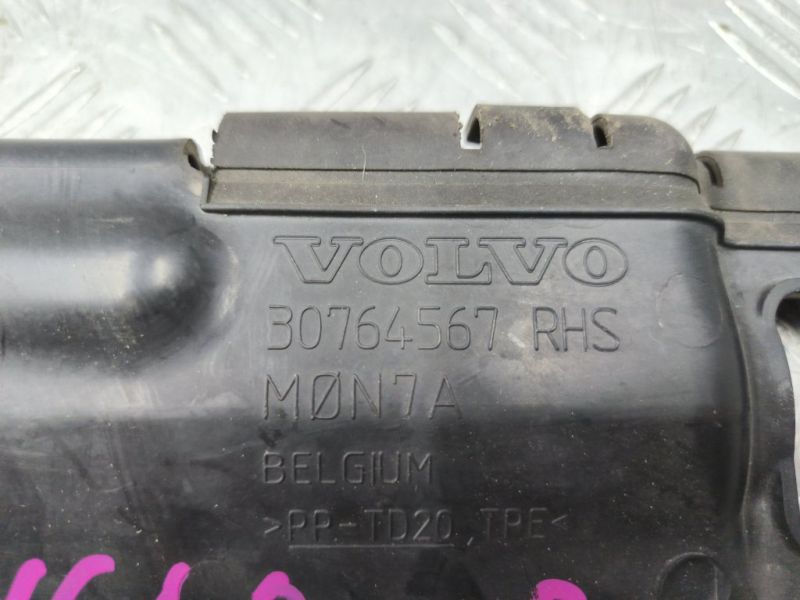 VOLVO
30764567 RHS
MØN7A
BELGIUM
>PP-TD20,TPE<